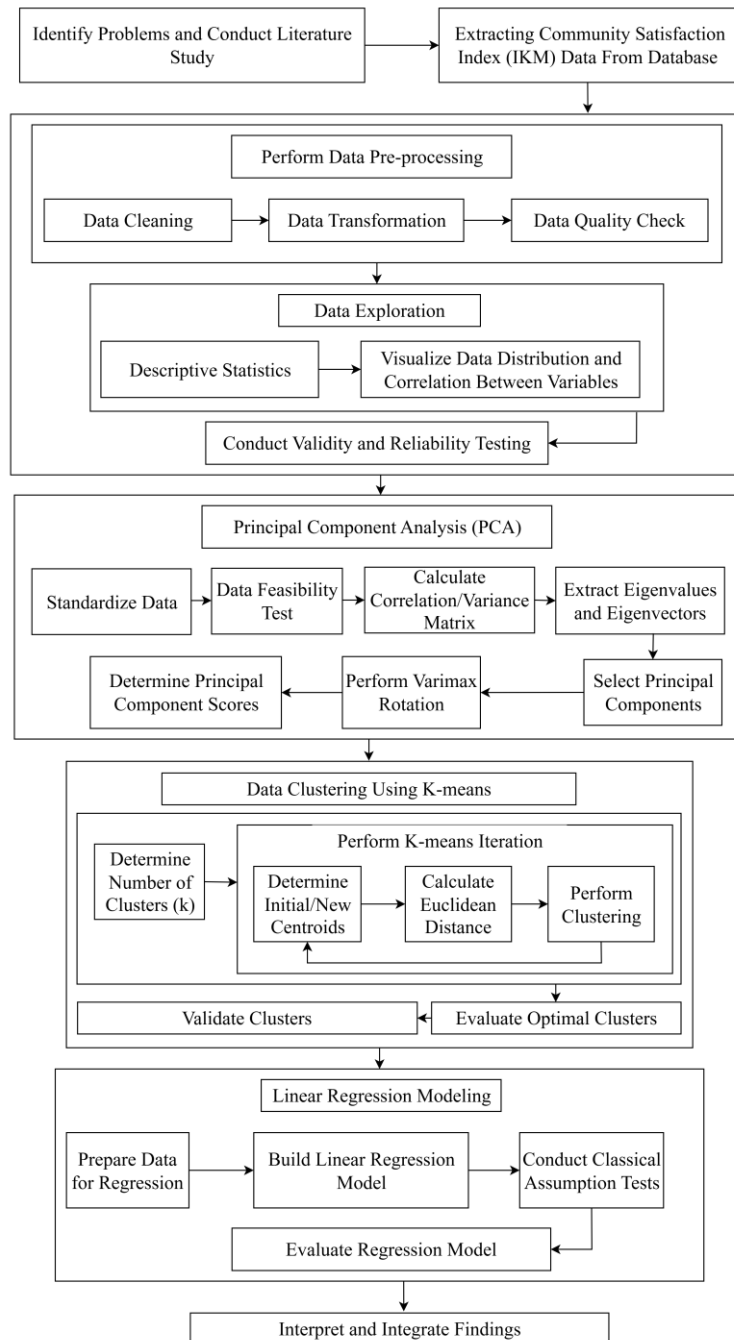 Identify Problems and Conduct Literature
Study
Extracting Community Satisfaction
Index (IKM) Data From Database
Perform Data Pre-processing
Data Cleaning
Data Transformation
Data Quality Check
Data Exploration
Descriptive Statistics
Visualize Data Distribution and
Correlation Between Variables
Conduct Validity and Reliability Testing
Principal Component Analysis (PCA)
Standardize Data
Data Feasibility
Test
Calculate
Correlation/Variance
Matrix
Extract Eigenvalues
and Eigenvectors
Determine Principal
Component Scores
Perform Varimax
Rotation
Select Principal
Components
Data Clustering Using K-means
Determine
Number of
Clusters (k)
Perform K-means Iteration
Determine
Initial/New
Centroids
Calculate
Euclidean
Distance
Perform
Clustering
Validate Clusters
Evaluate Optimal Clusters
Linear Regression Modeling
Prepare Data
for Regression
Build Linear Regression
Model
Conduct Classical
Assumption Tests
Evaluate Regression Model
Interpret and Integrate Findings